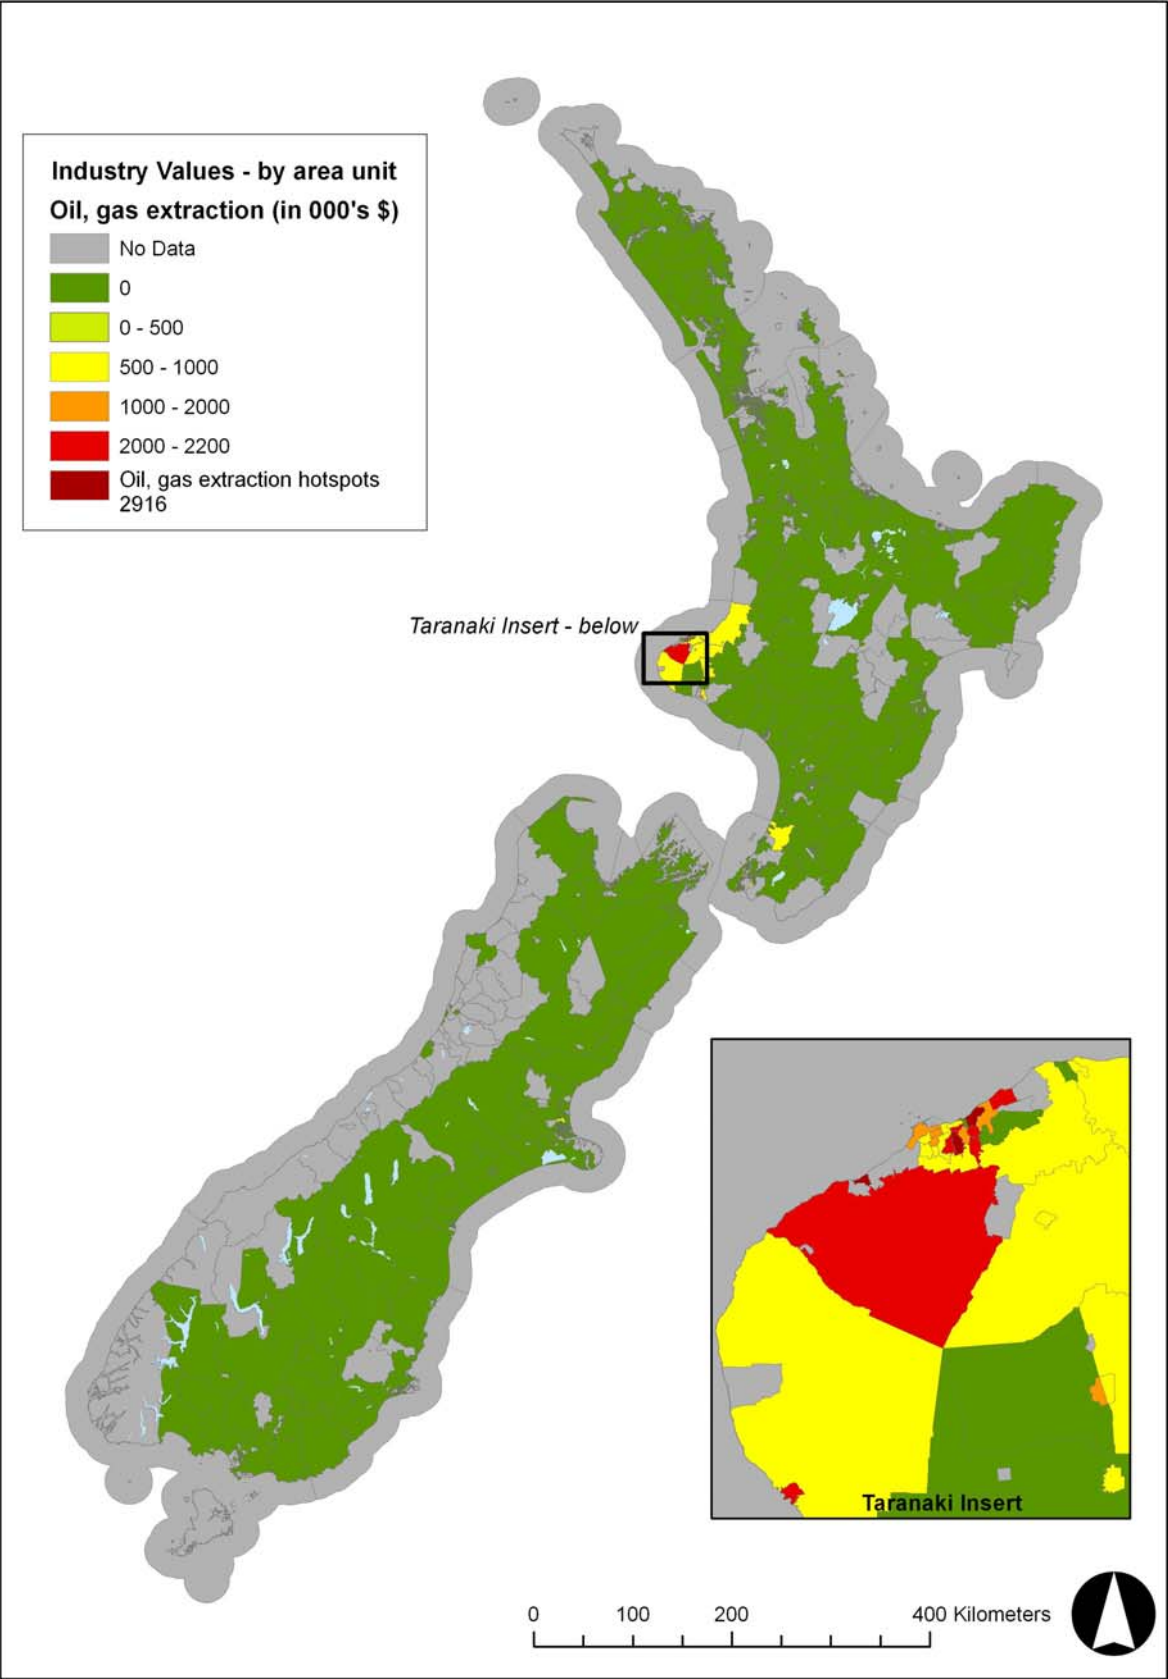 Industry Values - by area unit
Oil, gas extraction (in 000's $)
No Data
0
0 - 500
500 - 1000
1000 - 2000
2000 - 2200
Oil, gas extraction hotspots
2916
Taranaki Insert - below
Taranaki Insert
0 100 200 400 Kilometers